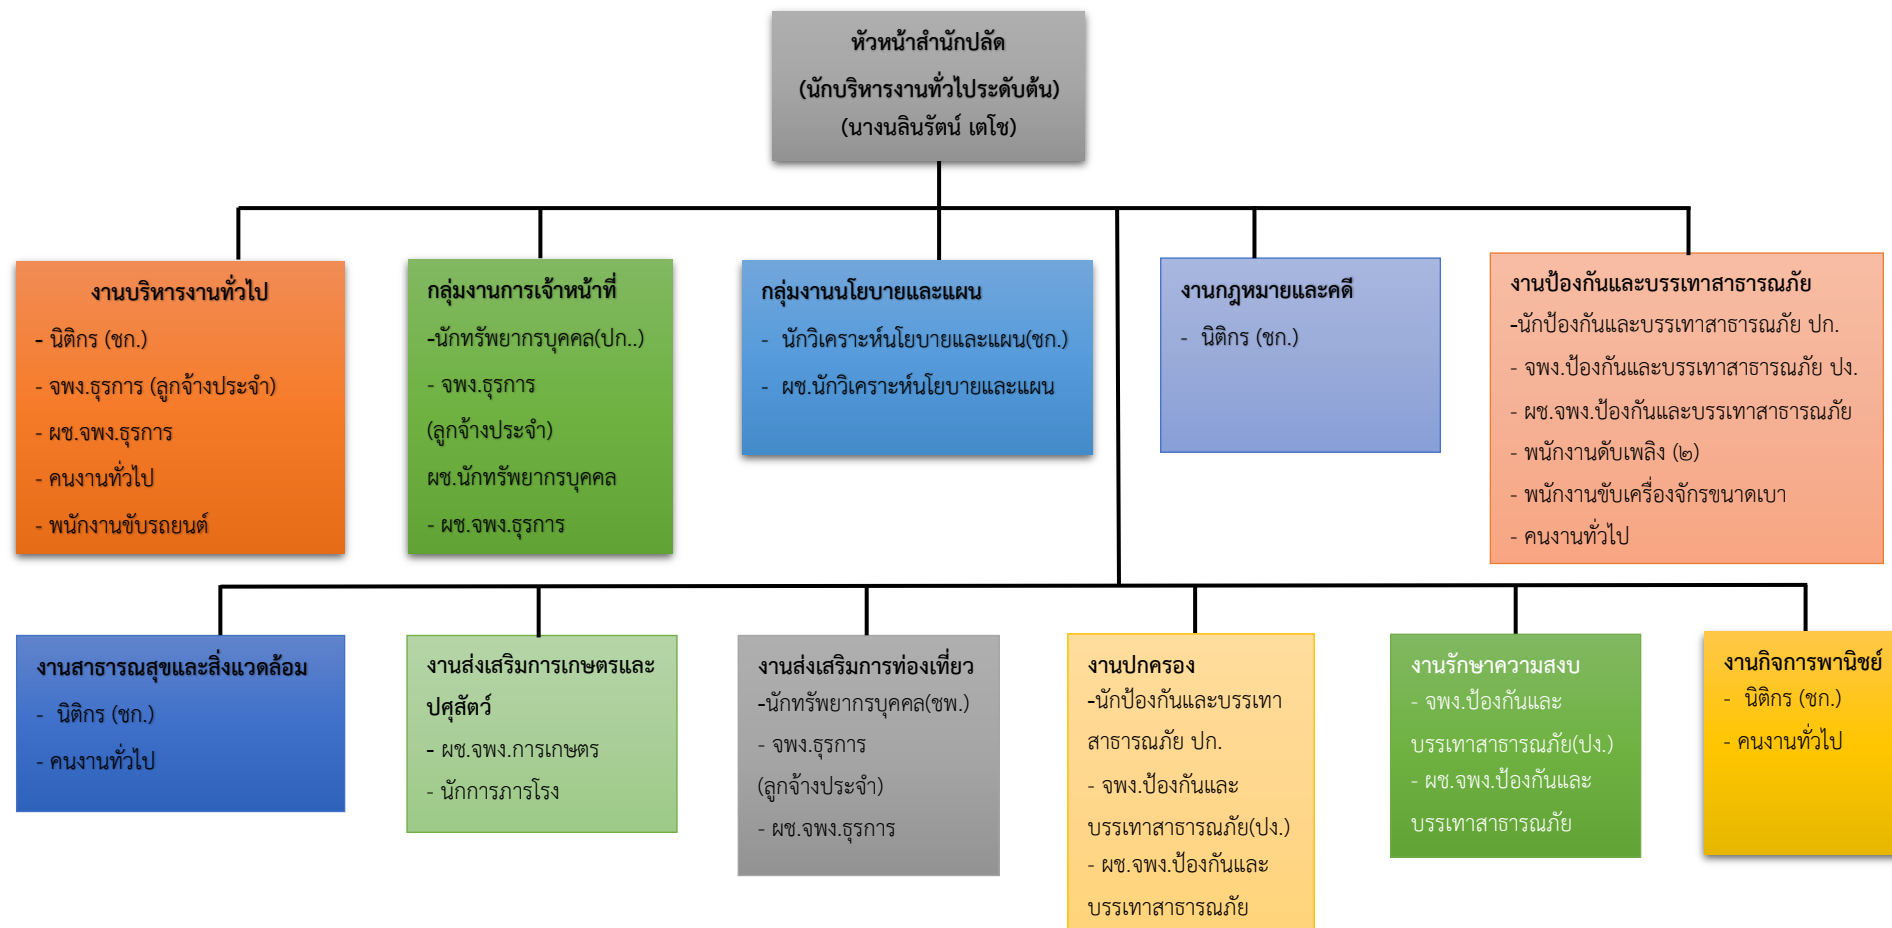 หัวหน้าสำนักปลัด
(นักบริหารงานทั่วไประดับต้น)
(นางนลินรัตน์ เตโช)
งานบริหารงานทั่วไป
- นิติกร (ชก.)
- จพง.ธุรการ (ลูกจ้างประจำ)
- ผช.จพง.ธุรการ
- คนงานทั่วไป
- พนักงานขับรถยนต์
กลุ่มงานการเจ้าหน้าที่
-นักทรัพยากรบุคคล(ปก..)
- จพง.ธุรการ
(ลูกจ้างประจำ)
ผช.นักทรัพยากรบุคคล
- ผช.จพง.ธุรการ
กลุ่มงานนโยบายและแผน
- นักวิเคราะห์นโยบายและแผน(ชก.)
- ผช.นักวิเคราะห์นโยบายและแผน
งานกฎหมายและคดี
- นิติกร (ชก.)
งานป้องกันและบรรเทาสาธารณภัย
-นักป้องกันและบรรเทาสาธารณภัย ปก.
- จพง.ป้องกันและบรรเทาสาธารณภัย ปง.
- ผช.จพง.ป้องกันและบรรเทาสาธารณภัย
- พนักงานดับเพลิง (๒)
- พนักงานขับเครื่องจักรขนาดเบา
- คนงานทั่วไป
งานสาธารณสุขและสิ่งแวดล้อม
- นิติกร (ชก.)
- คนงานทั่วไป
งานส่งเสริมการเกษตรและ
ปศุสัตว์
- ผช.จพง.การเกษตร
- นักการภารโรง
งานส่งเสริมการท่องเที่ยว
-นักทรัพยากรบุคคล(ชพ.)
- จพง.ธุรการ
(ลูกจ้างประจำ)
- ผช.จพง.ธุรการ
งานปกครอง
-นักป้องกันและบรรเทา
สาธารณภัย ปก.
- จพง.ป้องกันและ
บรรเทาสาธารณภัย(ปง.)
- ผช.จพง.ป้องกันและ
บรรเทาสาธารณภัย
งานรักษาความสงบ
- จพง.ป้องกันและ
บรรเทาสาธารณภัย(ปง.)
- ผช.จพง.ป้องกันและ
บรรเทาสาธารณภัย
งานกิจการพานิชย์
- นิติกร (ชก.)
- คนงานทั่วไป